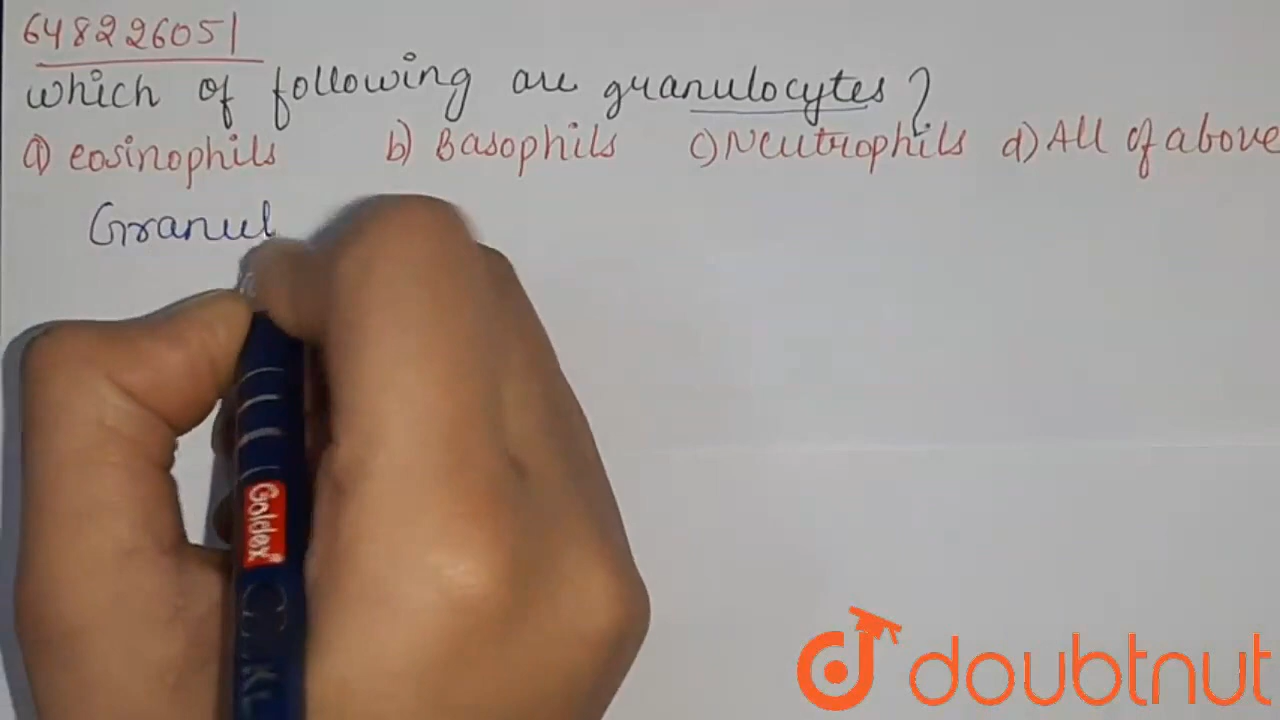 648226051
which of following are granulocytes?
a) eosinophils b) Basophils c) Neutrophils d) All of above
Granul
Goldex
doubtnut